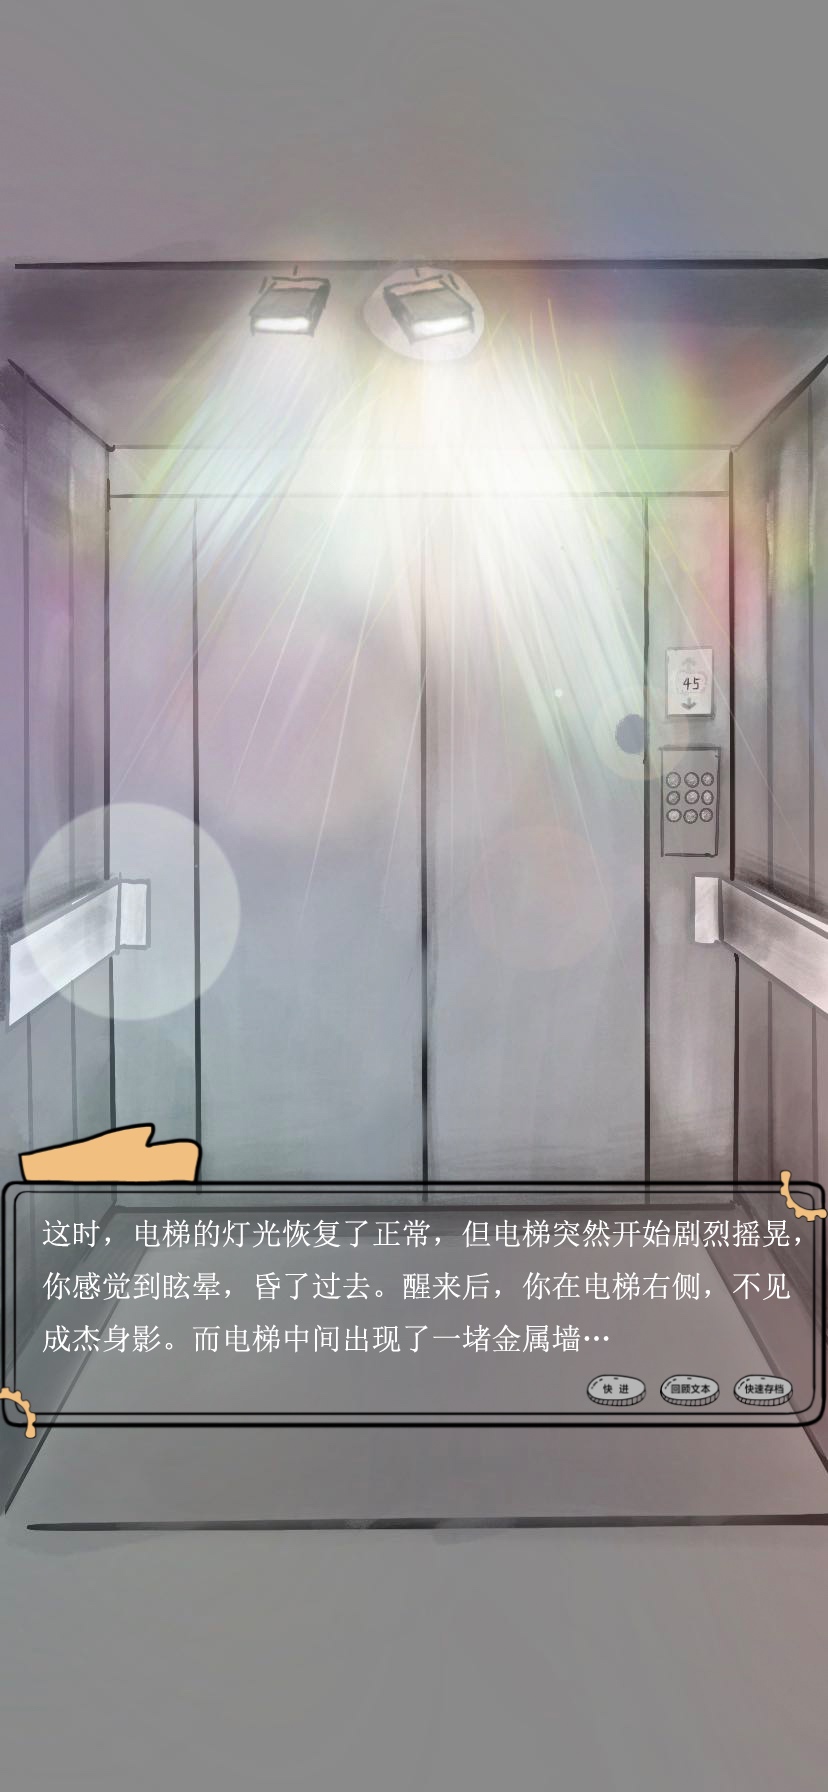 45
这时，电梯的灯光恢复了正常，但电梯突然开始剧烈摇晃，
你感觉到眩晕，昏了过去。醒来后，你在电梯右侧，不见
成杰身影。而电梯中间出现了一堵金属墙…
快 进 回顾文本 快速存档